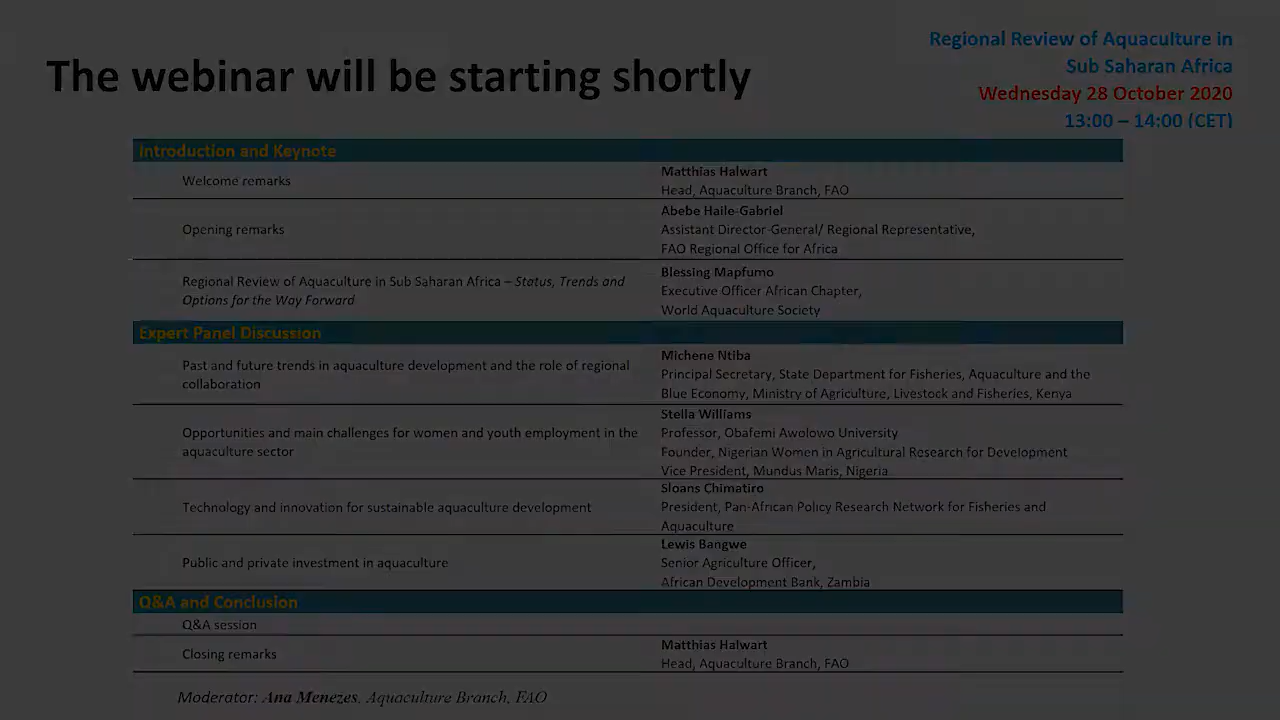 The webinar will be starting shortly
Regional Review of Aquaculture in
Sub Saharan Africa
Wednesday 28 October 2020
13:00 – 14:00 (CET)
Introduction and Keynote
Welcome remarks
Matthias Halwart
Head, Aquaculture Branch, FAO
Opening remarks
Abebe Haile-Gabriel
Assistant Director-General/ Regional Representative,
FAO Regional Office for Africa
Regional Review of Aquaculture in Sub Saharan Africa – Status, Trends and
Options for the Way Forward
Blessing Mapfumo
Executive Officer African Chapter,
World Aquaculture Society
Expert Panel Discussion
Past and future trends in aquaculture development and the role of regional
collaboration
Michene Ntiba
Principal Secretary, State Department for Fisheries, Aquaculture and the
Blue Economy, Ministry of Agriculture, Livestock and Fisheries, Kenya
Opportunities and main challenges for women and youth employment in the
aquaculture sector
Stella Williams
Professor, Obafemi Awolowo University
Founder, Nigerian Women in Agricultural Research for Development
Vice President, Mundus Maris, Nigeria
Technology and innovation for sustainable aquaculture development
Sloans Chimatiro
President, Pan-African Policy Research Network for Fisheries and
Aquaculture
Public and private investment in aquaculture
Lewis Bangwe
Senior Agriculture Officer,
African Development Bank, Zambia
Q&A and Conclusion
Q&A session
Closing remarks
Matthias Halwart
Head, Aquaculture Branch, FAO
Moderator: Ana Menezes, Aquaculture Branch, FAO